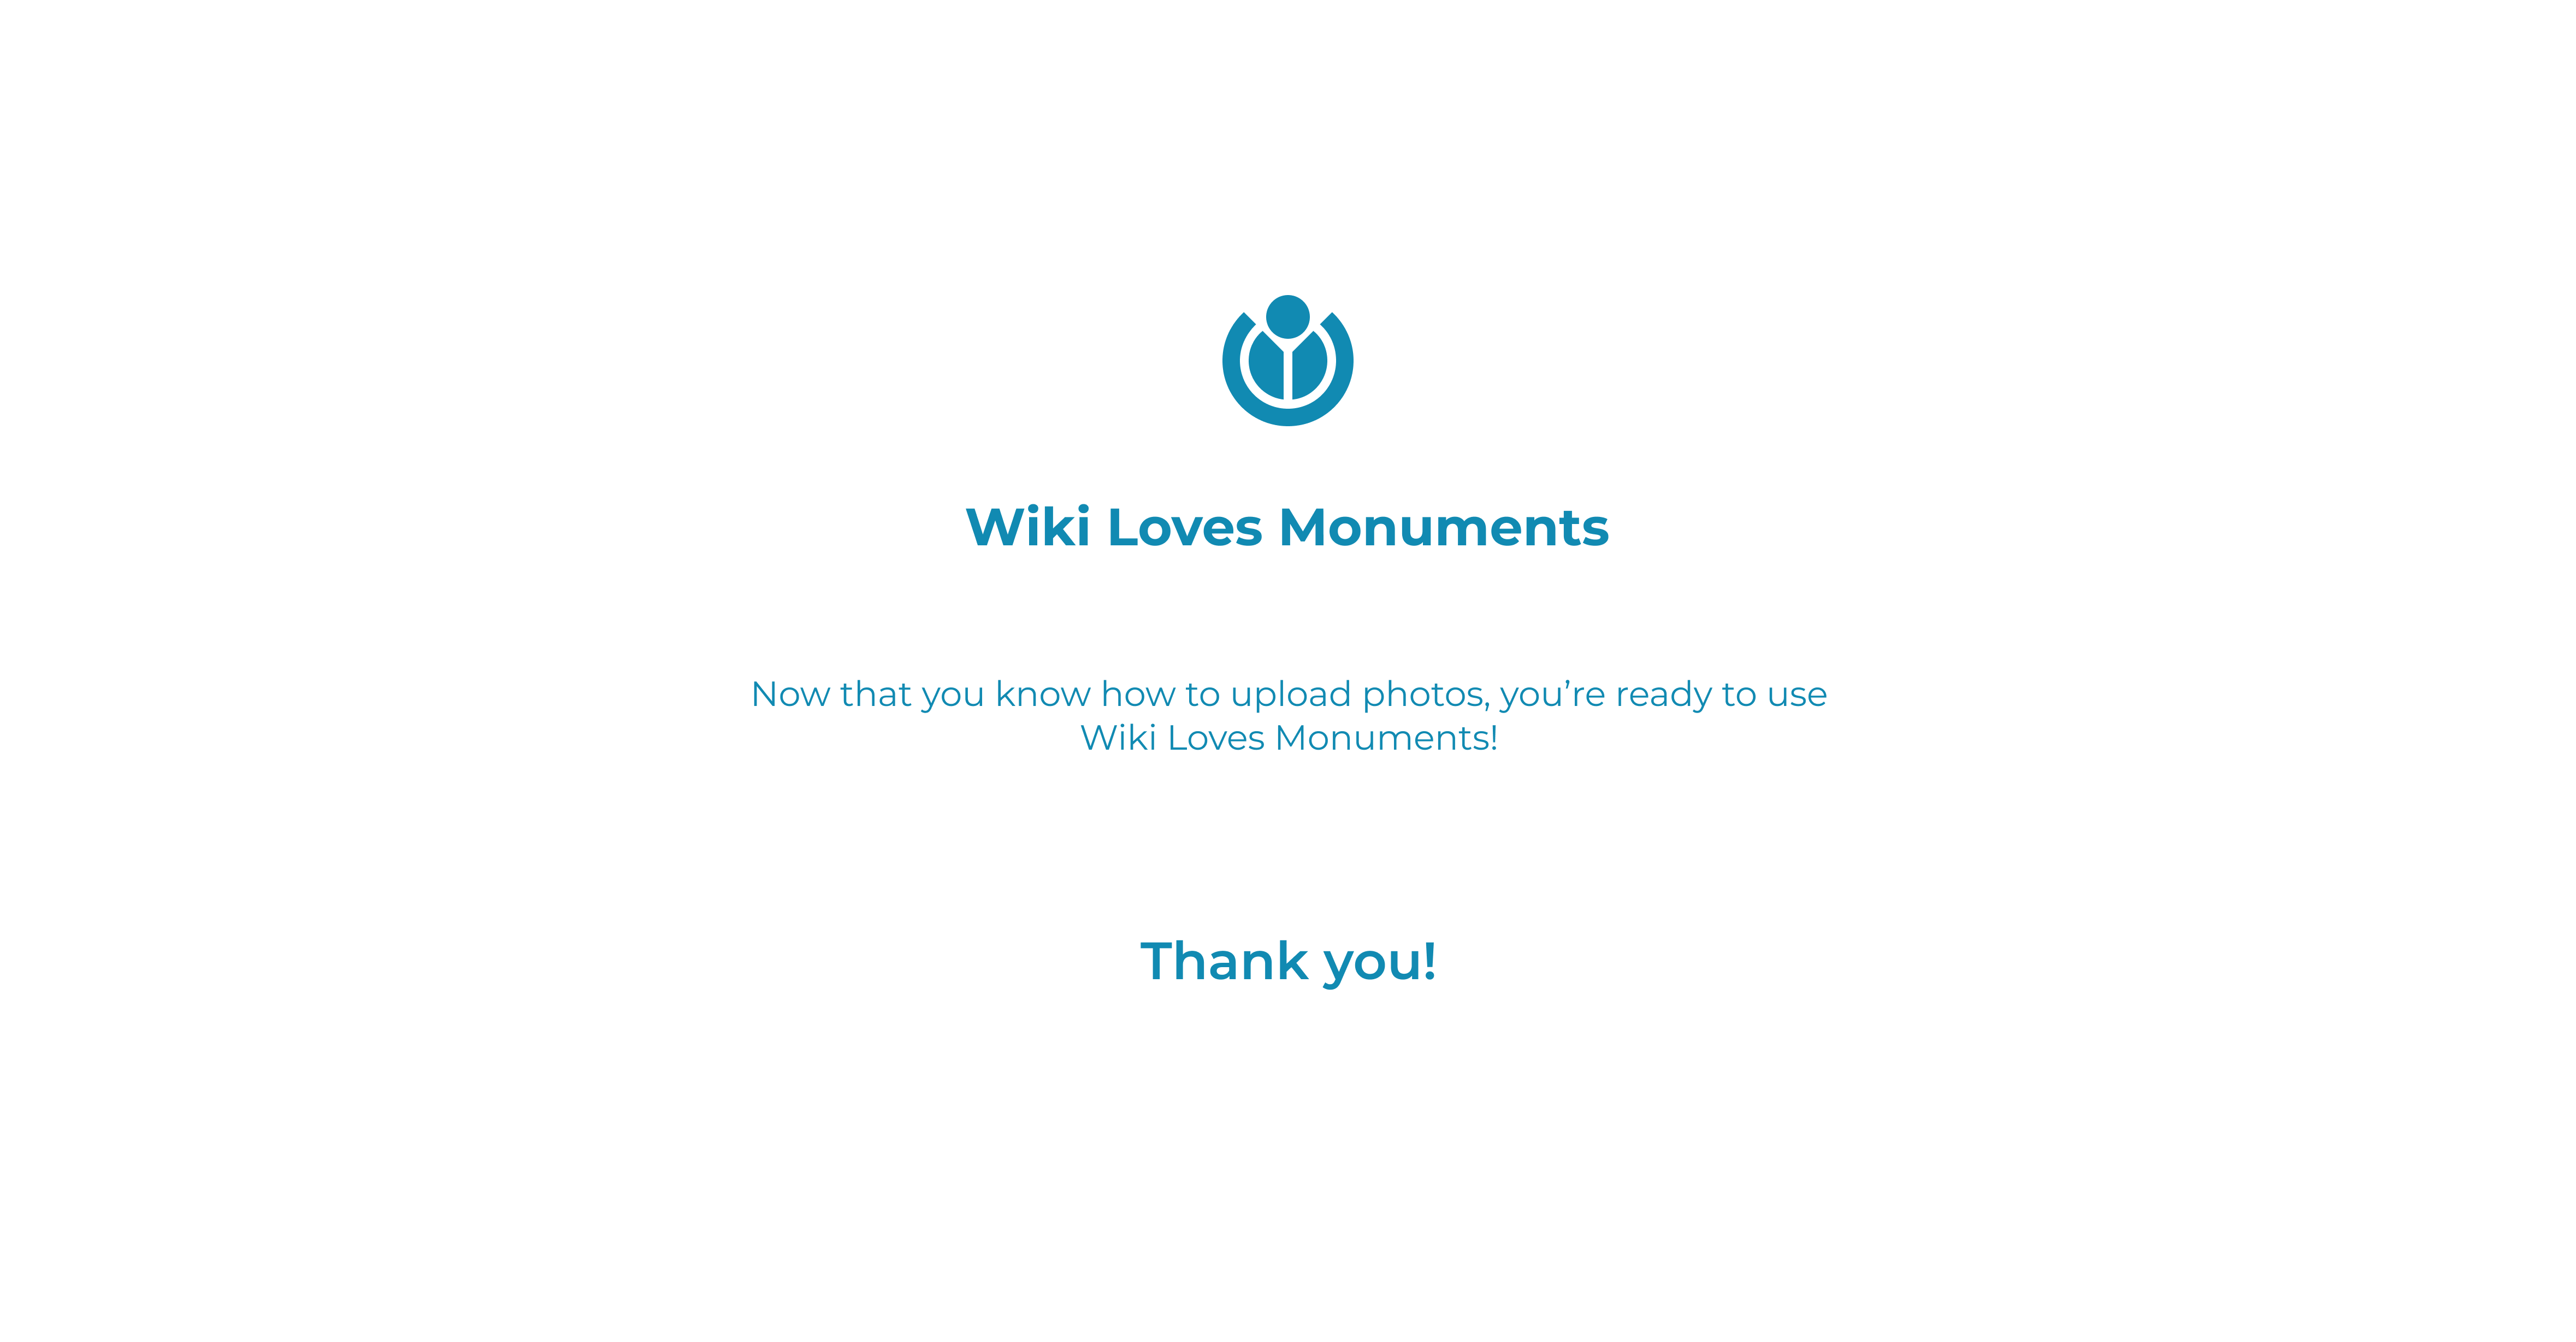 Wiki Loves Monuments
Now that you know how to upload photos, you’re ready to use
Wiki Loves Monuments!
Thank you!